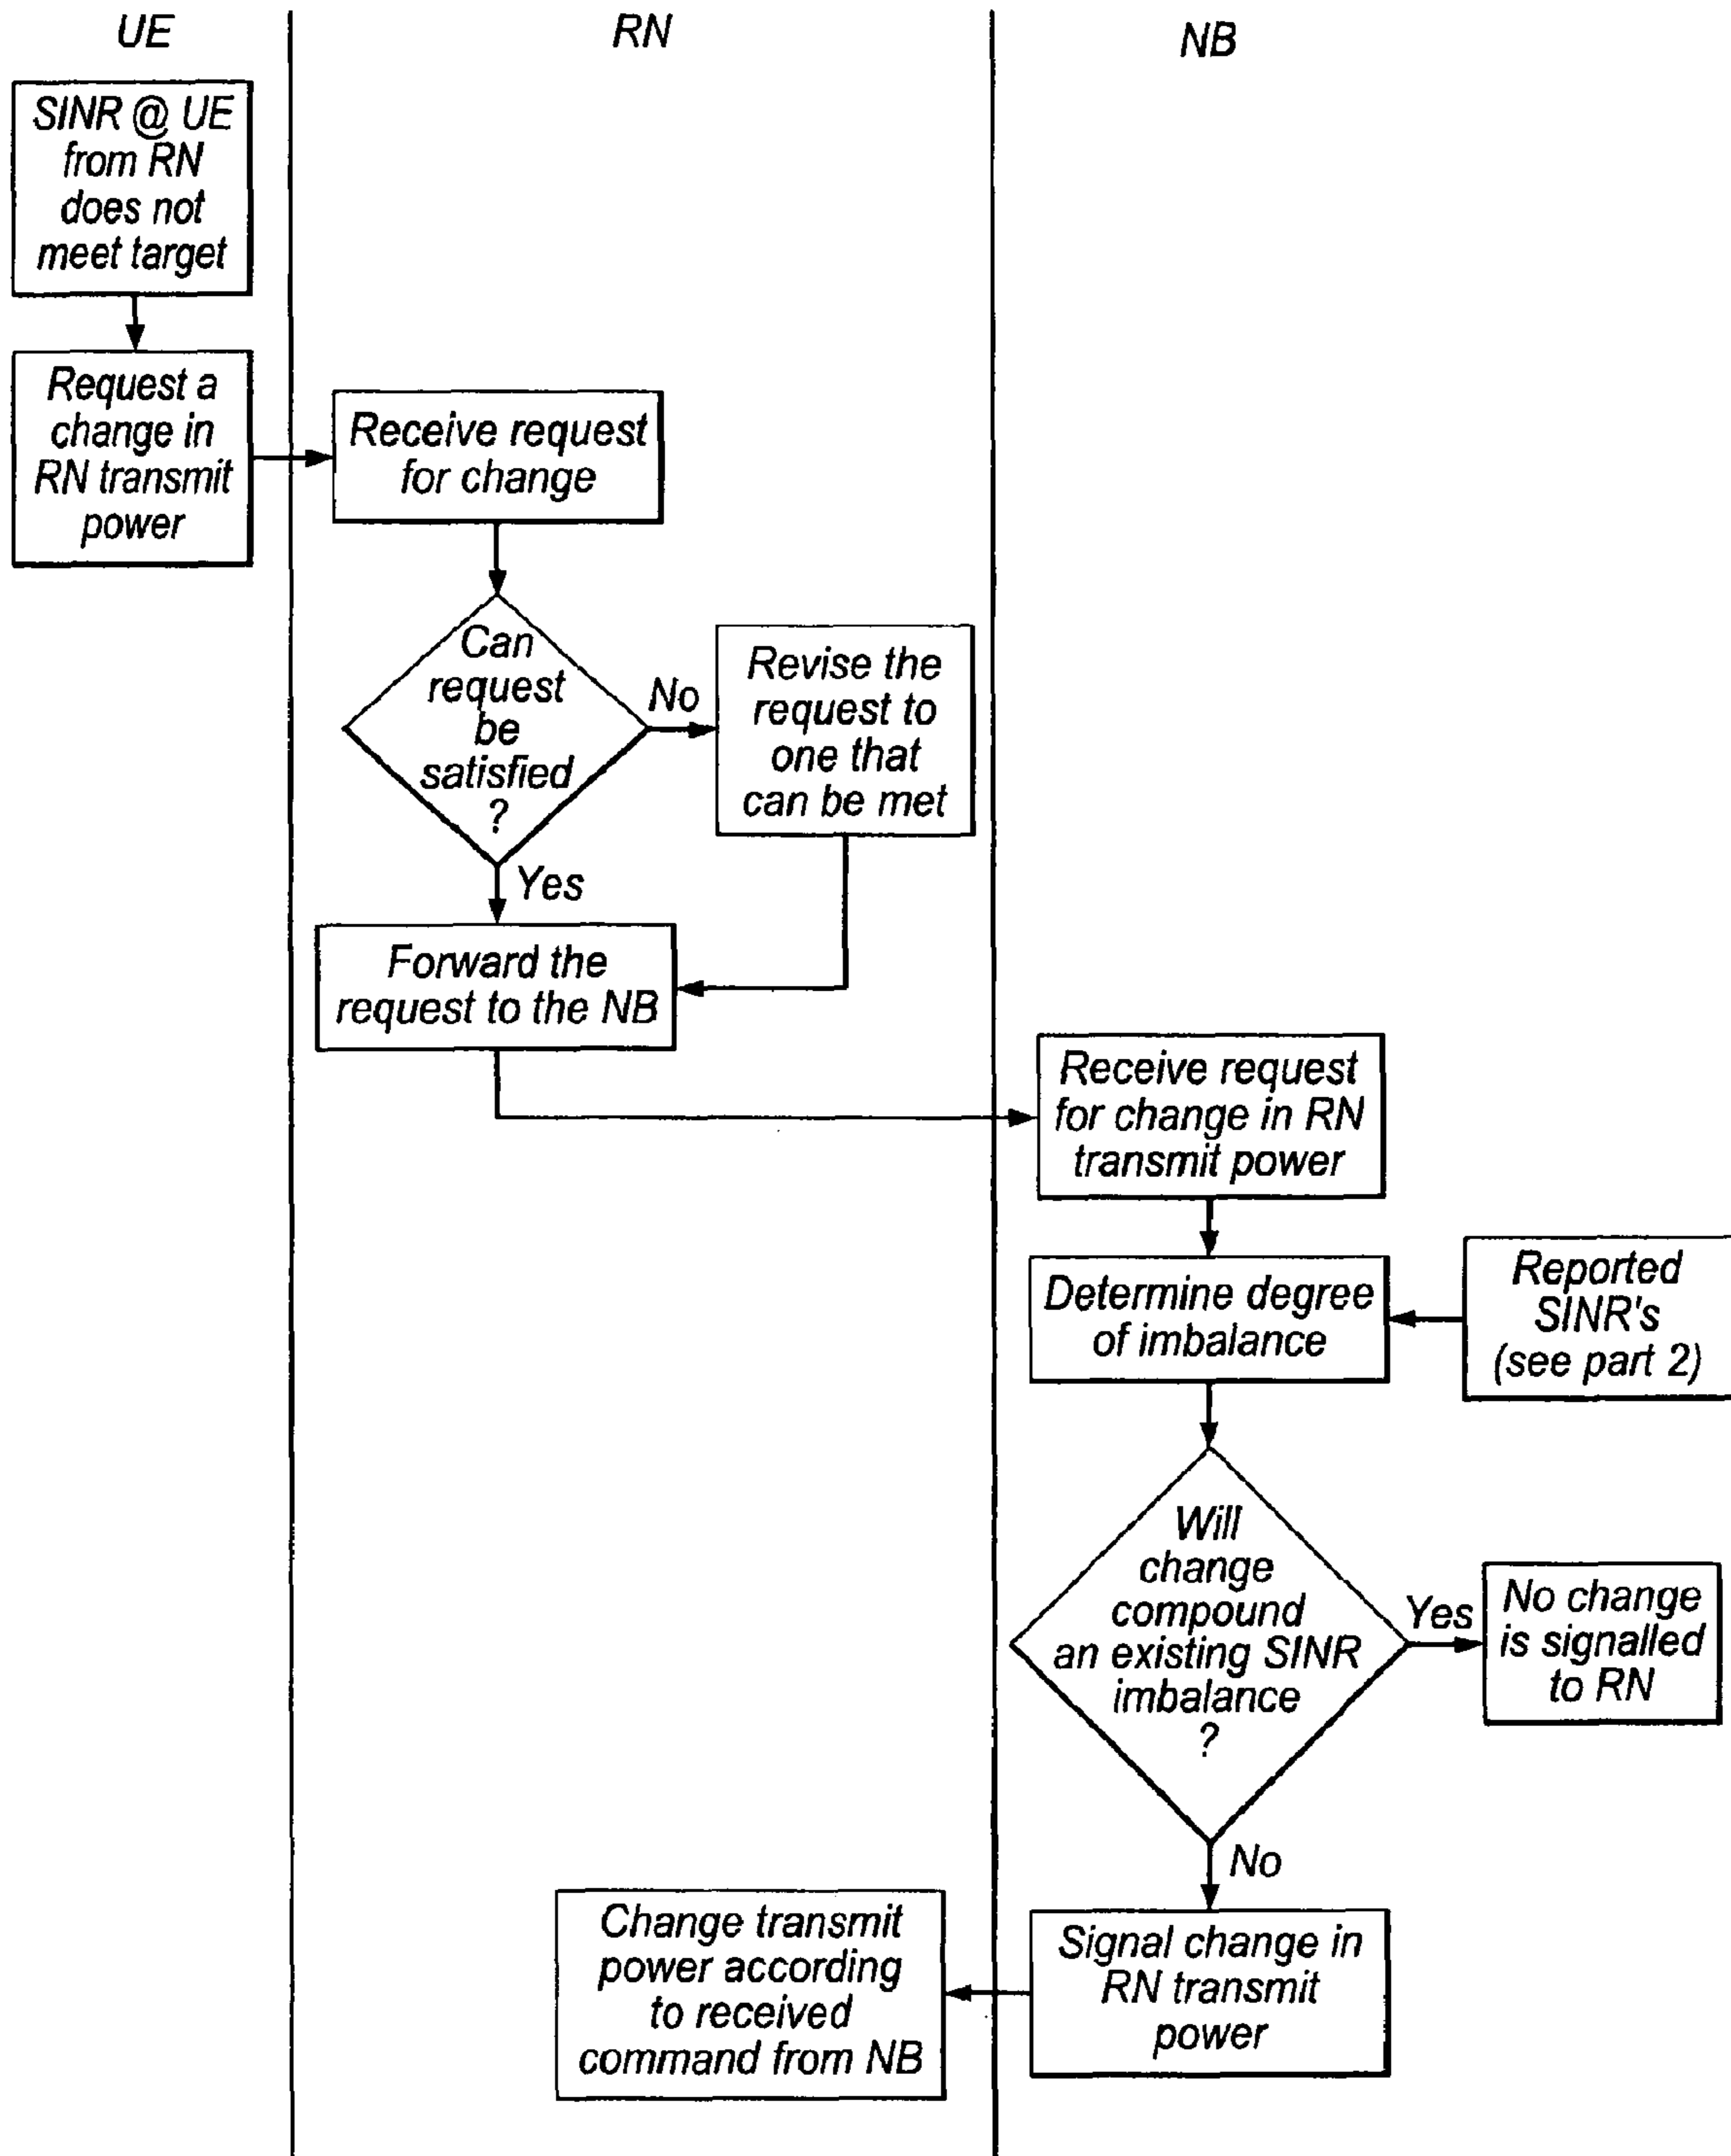 UE
RN
NB
SINR @ UE
from RN
does not
meet target
Request a
change in
RN transmit
power
Receive request
for change
Can
request
be
satisfied
?
No
Revise the
request to
one that
can be met
Yes
Forward the
request to the NB
Receive request
for change in RN
transmit power
Determine degree
of imbalance
Reported
SINR's
(see part 2)
Will
change
compound
an existing SINR
imbalance
?
Yes
No change
is signalled
to RN
No
Signal change in
RN transmit
power
Change transmit
power according
to received
command from NB